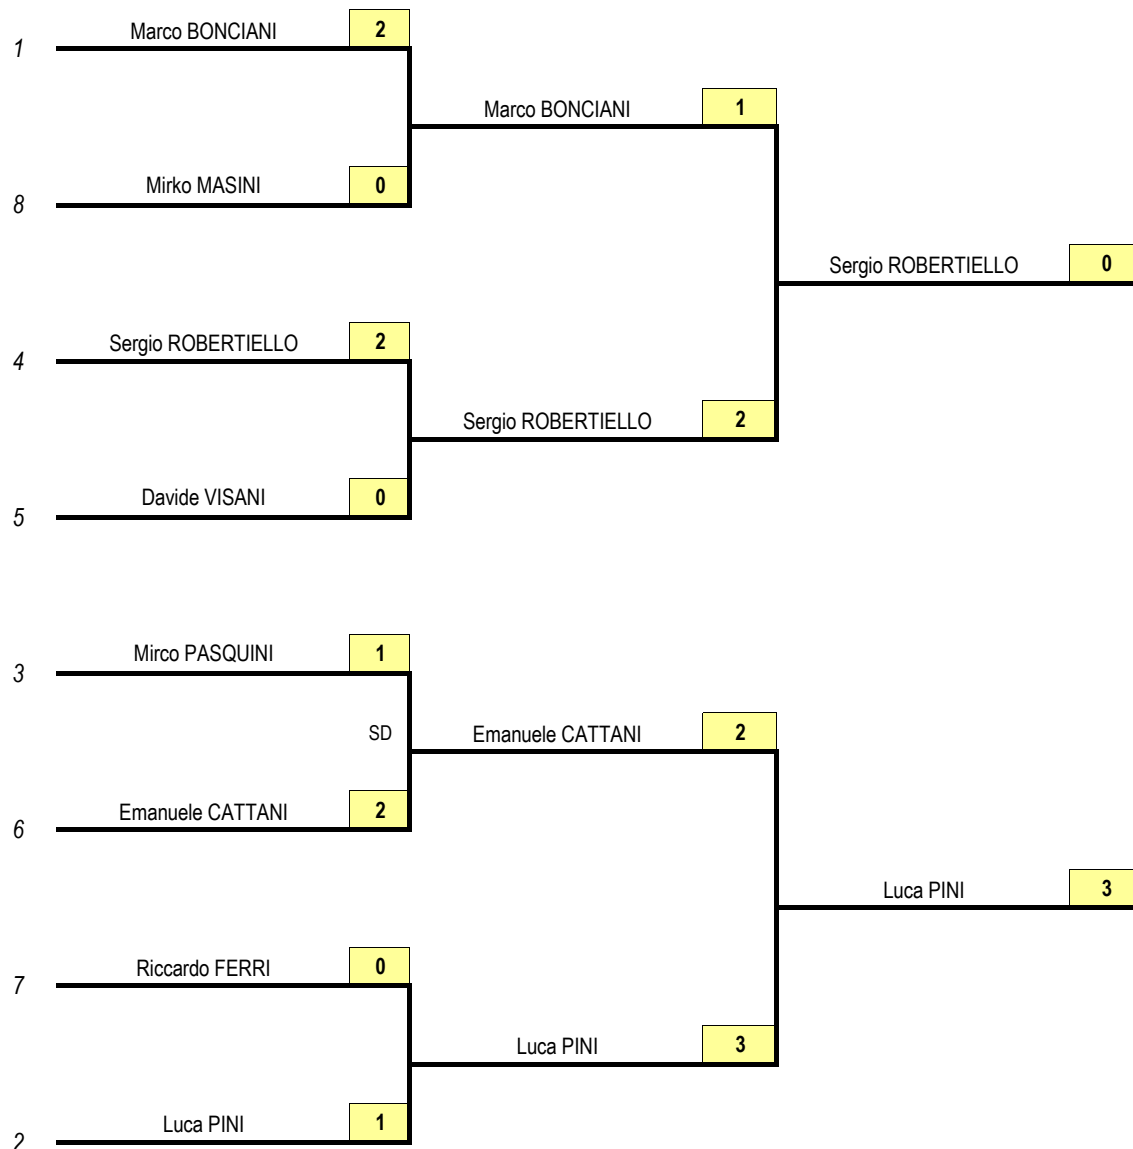 Marco BONCIANI 2
1
Marco BONCIANI 1
Mirko MASINI 0
8
Sergio ROBERTIELLO 0
Sergio ROBERTIELLO 2
4
Sergio ROBERTIELLO 2
Davide VISANI 0
5
Mirco PASQUINI 1
3
SD Emanuele CATTANI 2
Emanuele CATTANI 2
6
Luca PINI 3
Riccardo FERRI 0
7
Luca PINI 3
Luca PINI 1
2